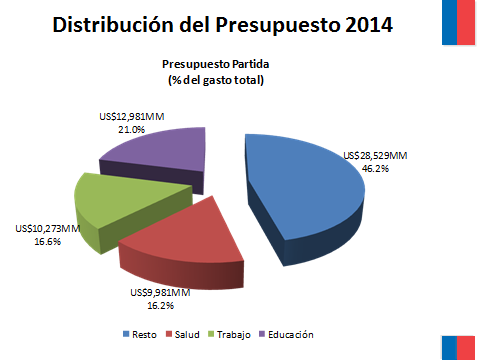 Distribución del Presupuesto 2014
Presupuesto Partida
(% del gasto total)
US$12,981MM
21.0%
US$28,529MM
46.2%
US$10,273MM
16.6%
US$9,981MM
16.2%
Resto Salud Trabajo Educación